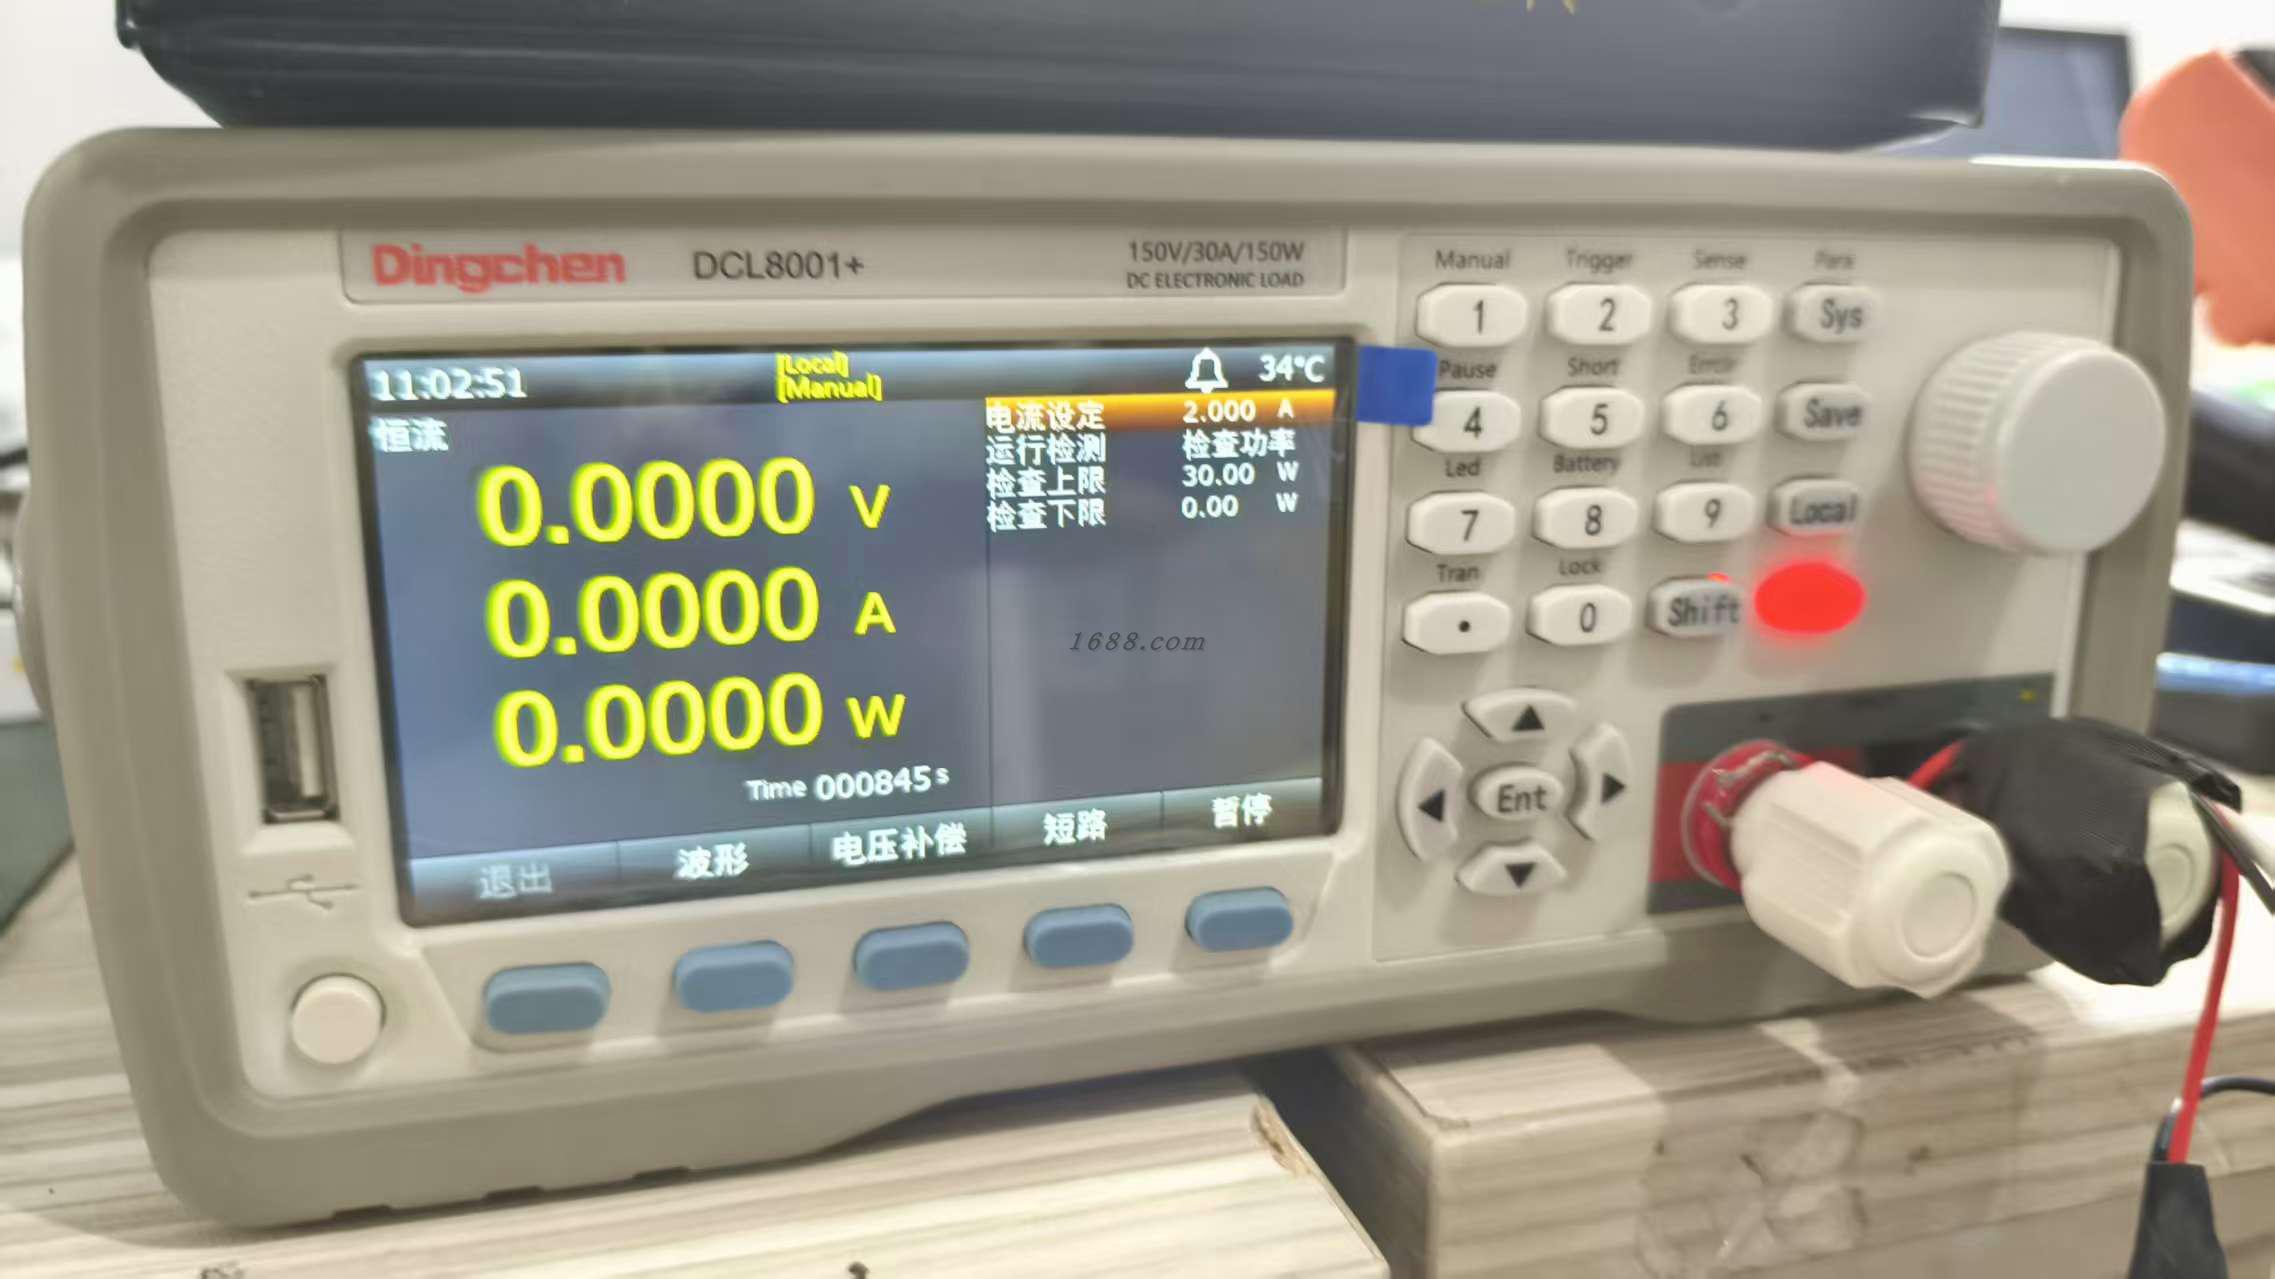 Dingchen DCL8001+ 150V/30A/150W
DC ELECTRONIC LOAD
11:02:51 [Local] 34°C
[Manual]
恒流
电流设定 2.000 A
运行检测 检查功率
检查上限 30.00 W
检查下限 0.00 W
0.0000 V
0.0000 A
0.0000 W
Time 000845 s
退出 波形 电压补偿 短路 暂停
1688.com
Manual Trigger Sense
1 2 3 Sys
Pause Short Error
4 5 6 Save
Led Battery List
7 8 9 Local
Tran Lock
. 0 Shift
Ent